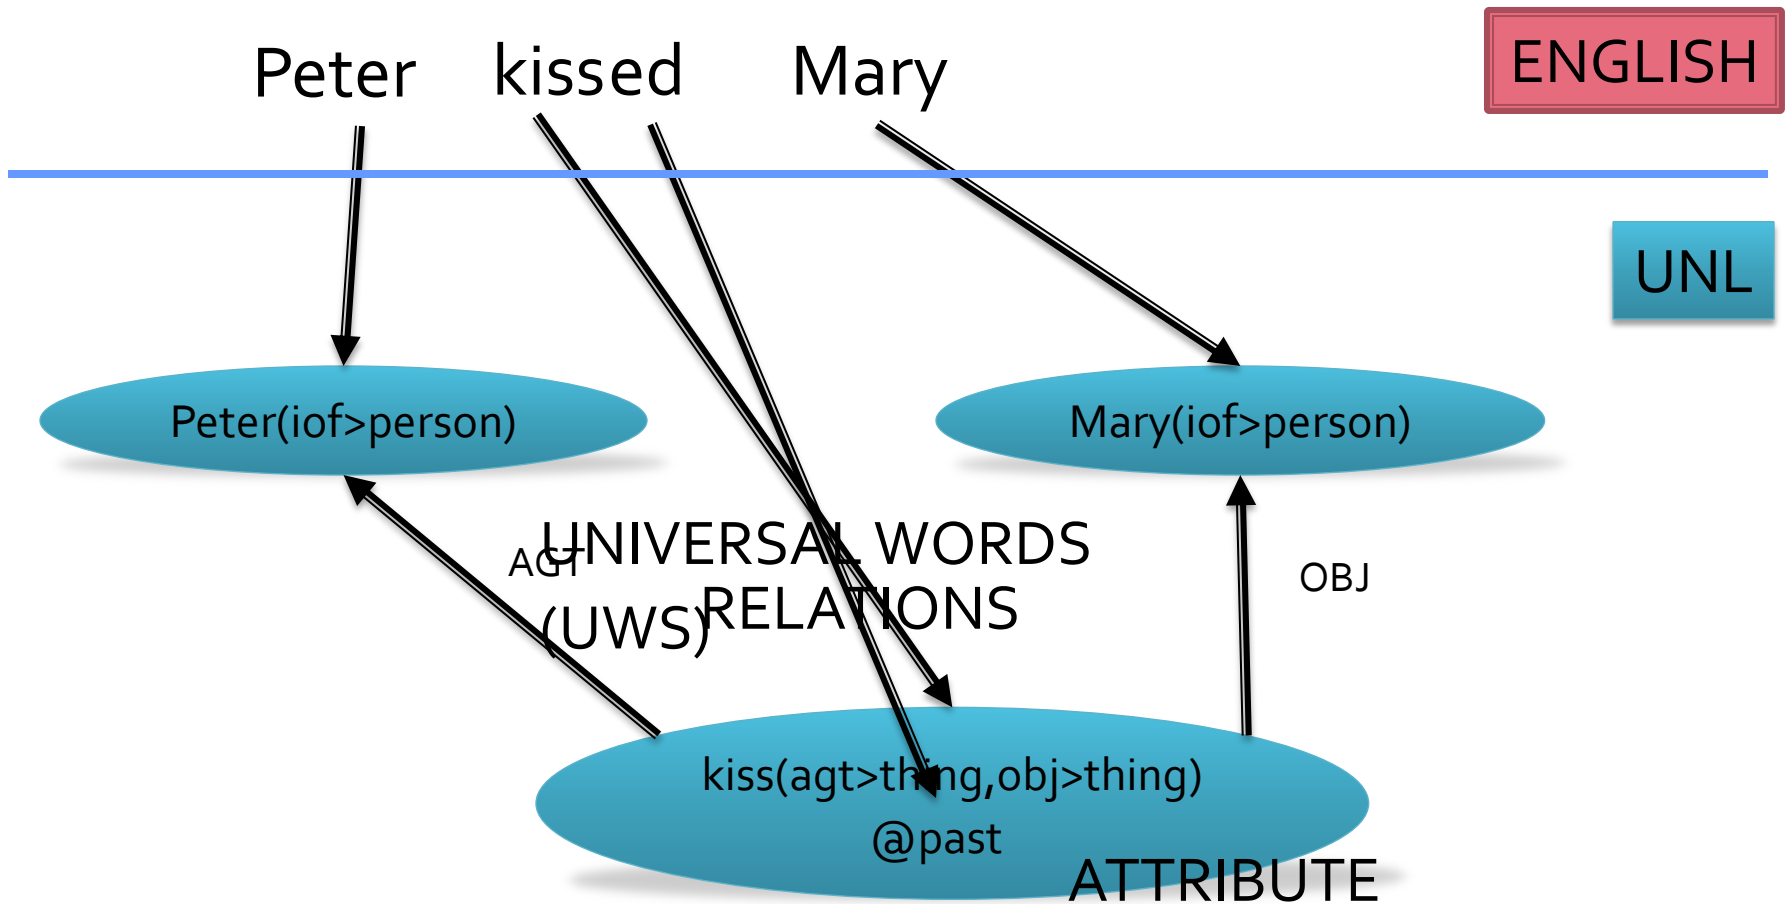 Peter kissed Mary
ENGLISH
UNL
Peter(iof>person)
Mary(iof>person)
UNIVERSAL WORDS
(UWS)
AGT
RELATIONS
OBJ
kiss(agt>thing,obj>thing)
@past
ATTRIBUTE